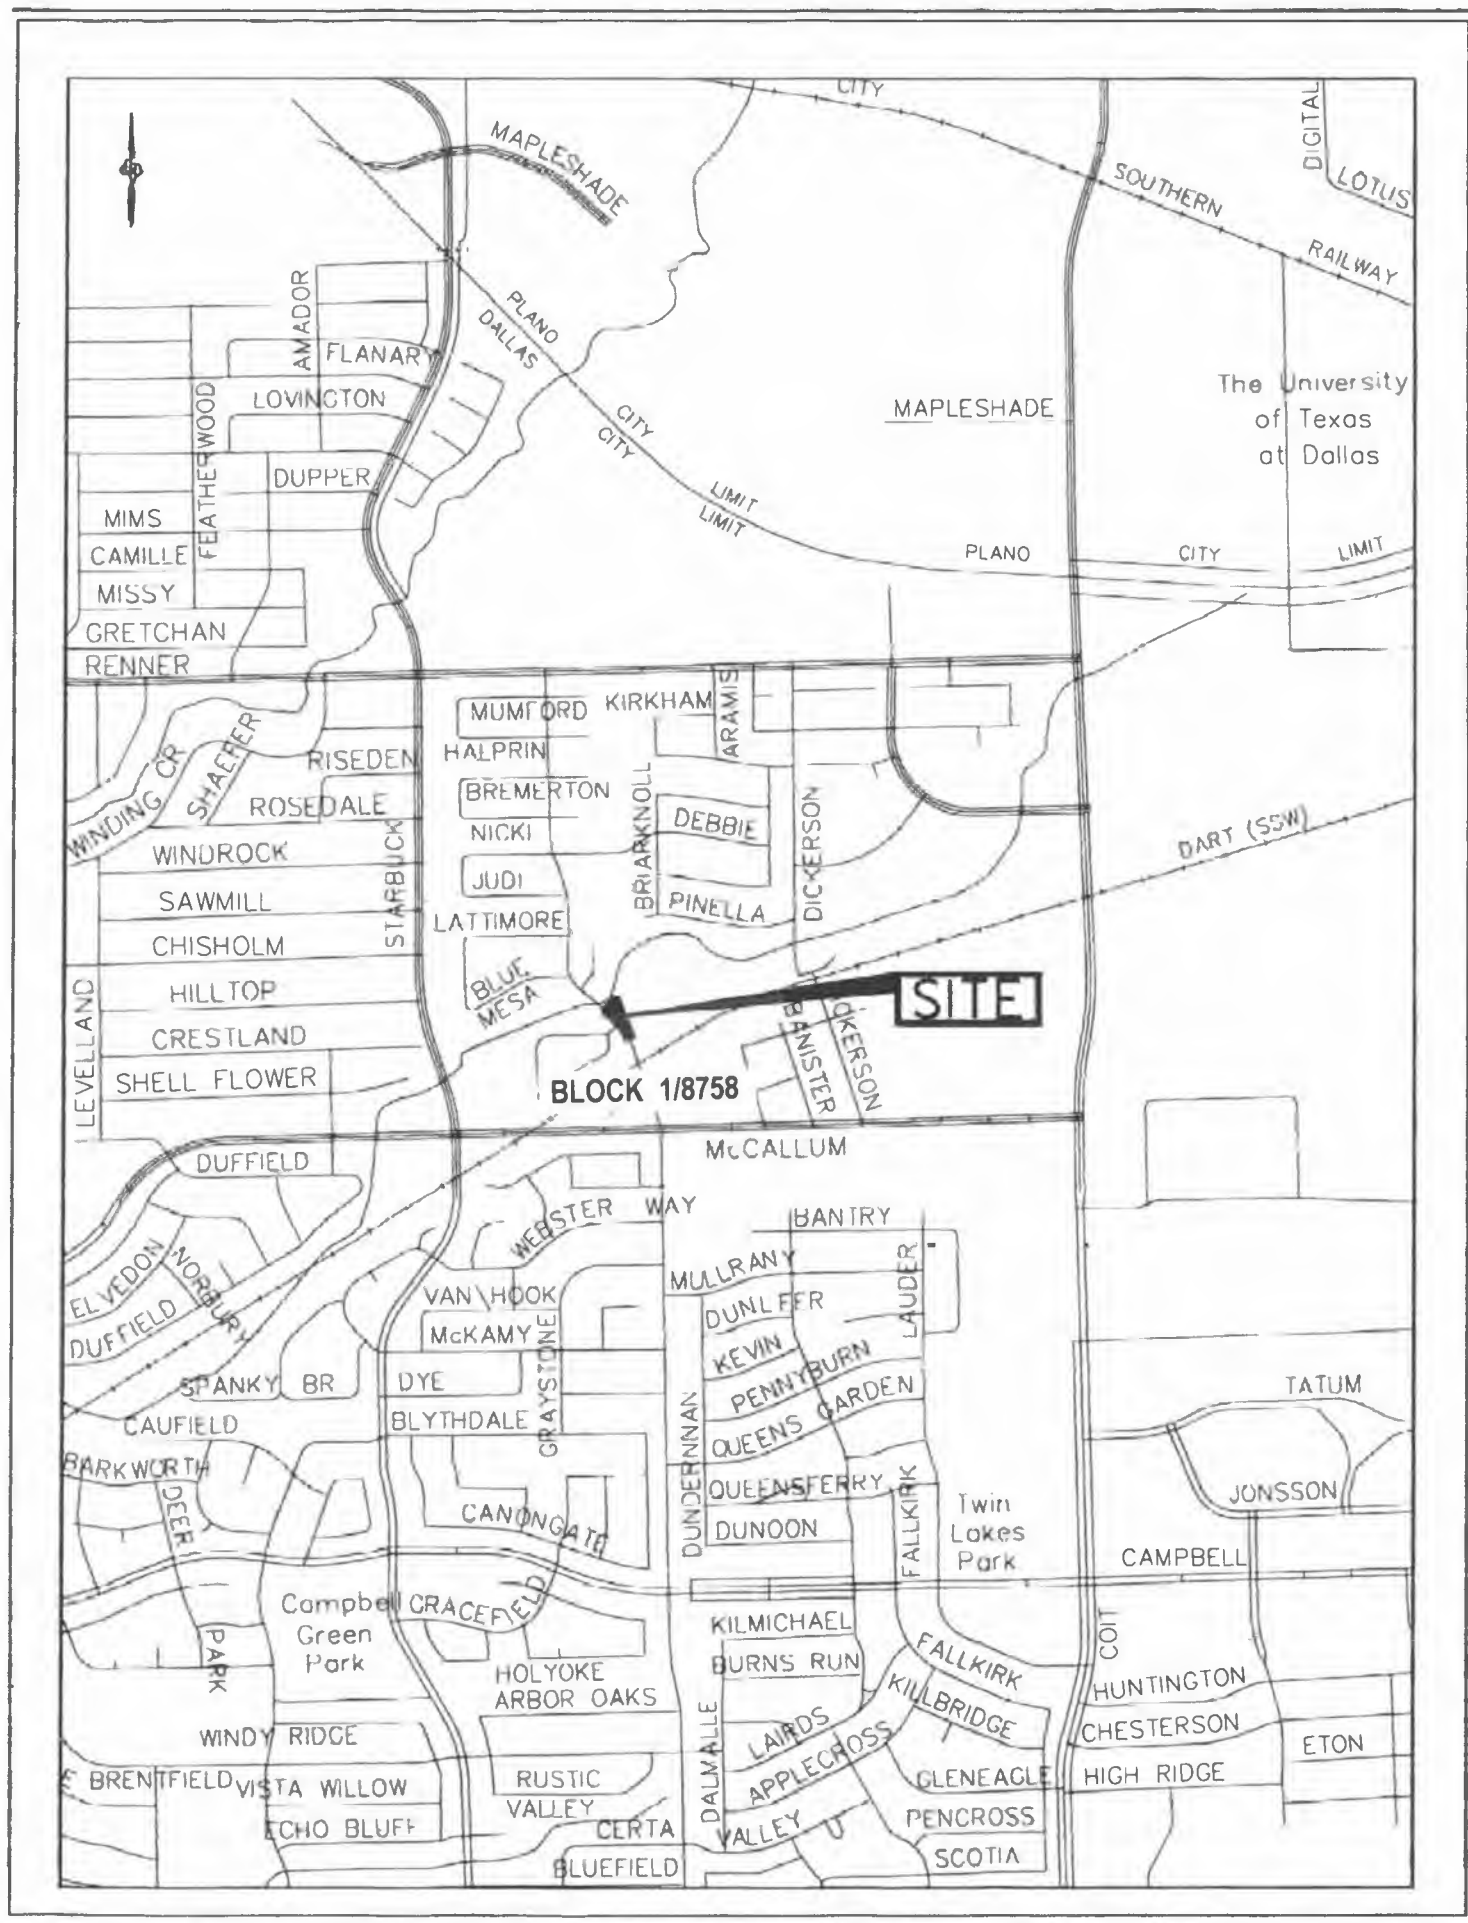 CITY
SOUTHERN
RAILWAY
DIGITAL
LOTUS
MAPLESHADE
PLANO
DALLAS
CITY
CITY
LIMIT
LIMIT
PLANO
CITY
LIMIT
AMADOR
FLANARY
LOVINGTON
FEATHERWOOD
DUPPER
MIMS
CAMILLE
MISSY
GRETCHAN
RENNER
MAPLESHADE
The University
of Texas
at Dallas
MUMFORD
KIRKHAM
ARAMIS
HALPRIN
BREMERTON
NICKI
JUDI
LATTIMORE
BLUE
MESA
BRIARKNOLL
DEBBIE
PINELLA
DICKERSON
DART (SSW)
WINDING CR
SHAEFER
RISEDEN
ROSEDALE
STARBUCK
WINDROCK
SAWMILL
CHISHOLM
HILLTOP
CRESTLAND
SHELL FLOWER
LEVELLAND
SITE
BANISTER
BLOCK 1/8758
McCALLUM
DUFFIELD
ELVEDON
NORBURY
DUFFIELD
WEBSTER WAY
BANTRY
MULLRANY
LAUDER
VAN HOOK
McKAMY
GRAYSTONE
KEVIN
PENNYBURN
QUEENS GARDEN
SPANKY BR
DYE
BLYTHDALE
CAUFIELD
BARKWORTH
DEER
PARK
DUNDERNNAN
QUEENSFERRY
DUNOON
FALLKIRK
CANONGATE
Twin
Lakes
Park
TATUM
JONSSON
CAMPBELL
Campbell
Green
Park
GRACEFIELD
KILMICHAEL
BURNS RUN
COIT
FALLKIRK
KILLBRIDGE
HUNTINGTON
CHESTERSON
HIGH RIDGE
ETON
HOLYOKE
ARBOR OAKS
WINDY RIDGE
BRENTFIELD
VISTA WILLOW
ECHO BLUFF
RUSTIC
VALLEY
CERTA
BLUEFIELD
DALMALLE
LAIRDS
APPLECROSS
VALLEY
GLENEAGLE
PENCROSS
SCOTIA